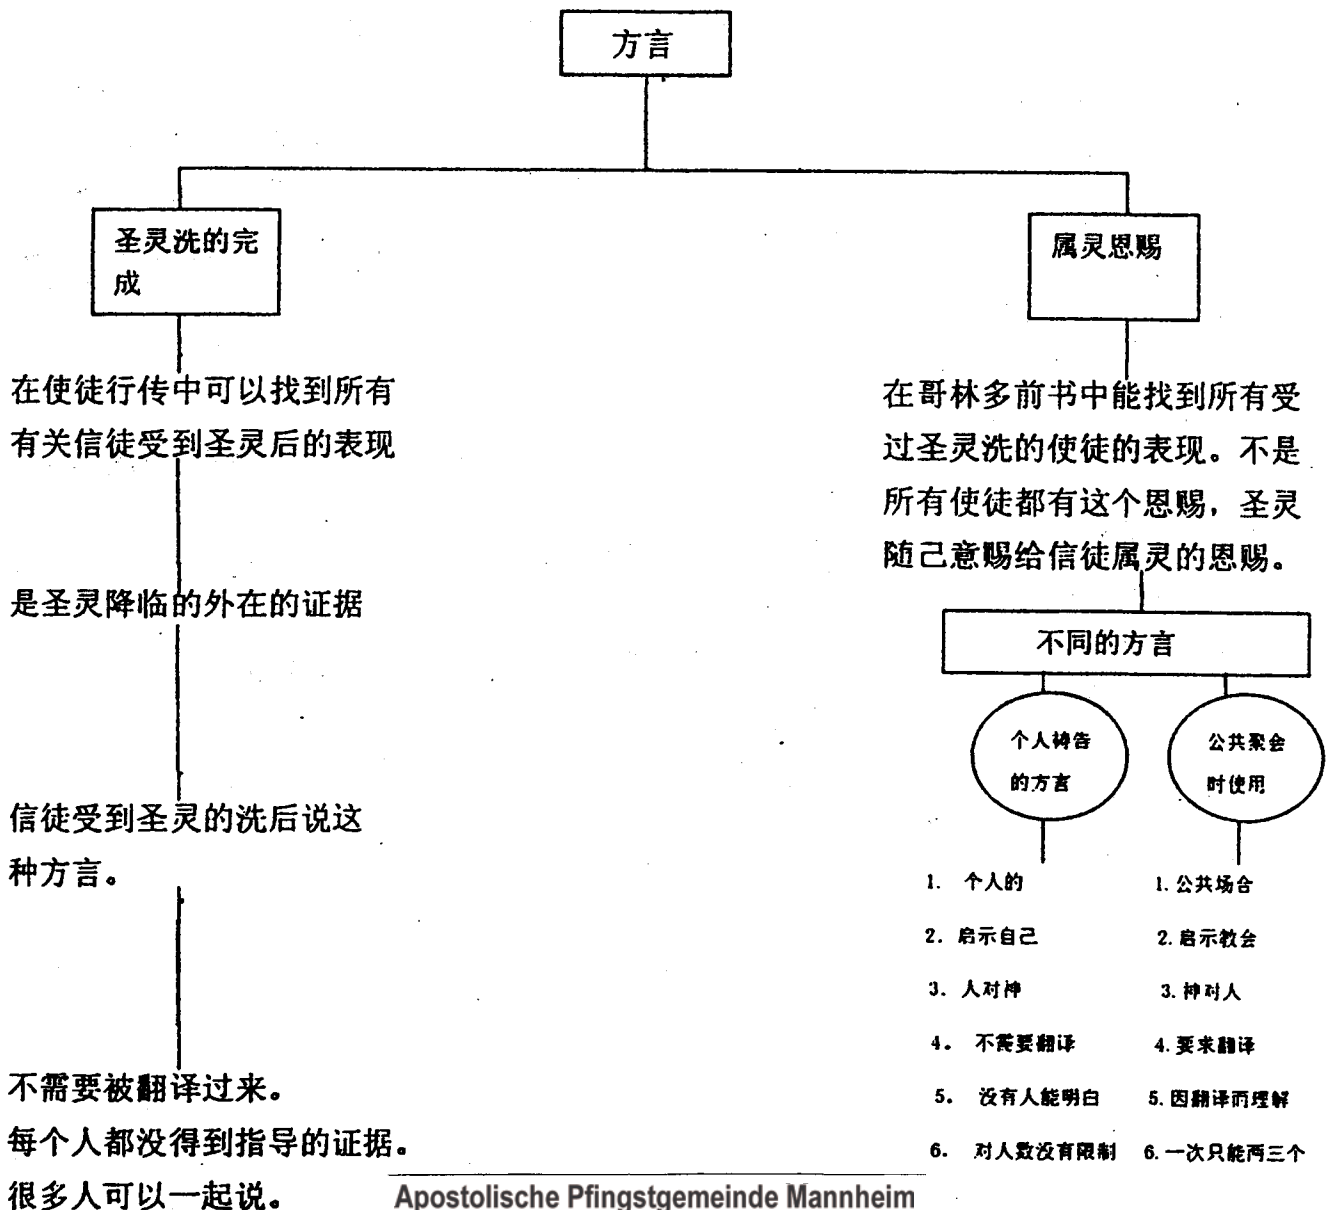 方言
圣灵洗的完
成
在使徒行传中可以找到所有
有关信徒受到圣灵后的表现
是圣灵降临的外在的证据
信徒受到圣灵的洗后说这
种方言。
不需要被翻译过来。
每个人都没得到指导的证据。
很多人可以一起说。
属灵恩赐
在哥林多前书中能找到所有受
过圣灵洗的使徒的表现。不是
所有使徒都有这个恩赐，圣灵
随己意赐给信徒属灵的恩赐。
不同的方言
个人祷告
的方言
1. 个人的
2. 启示自己
3. 人对神
4. 不需要翻译
5. 没有人能明白
6. 对人数没有限制
公共聚会
时使用
1. 公共场合
2. 启示教会
3. 神对人
4. 要求翻译
5. 因翻译而理解
6. 一次只能两三个
Apostolische Pfingstgemeinde Mannheim